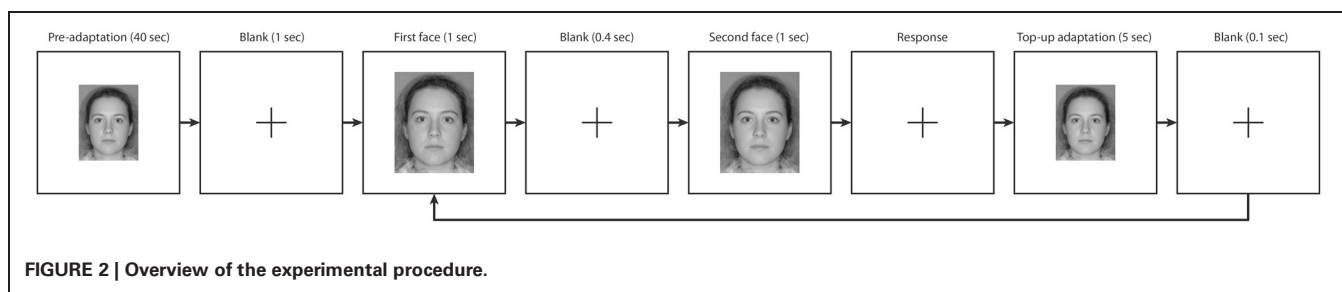 Pre-adaptation (40 sec)
Blank (1 sec)
First face (1 sec)
Blank (0.4 sec)
Second face (1 sec)
Response
Top-up adaptation (5 sec)
Blank (0.1 sec)
FIGURE 2 | Overview of the experimental procedure.